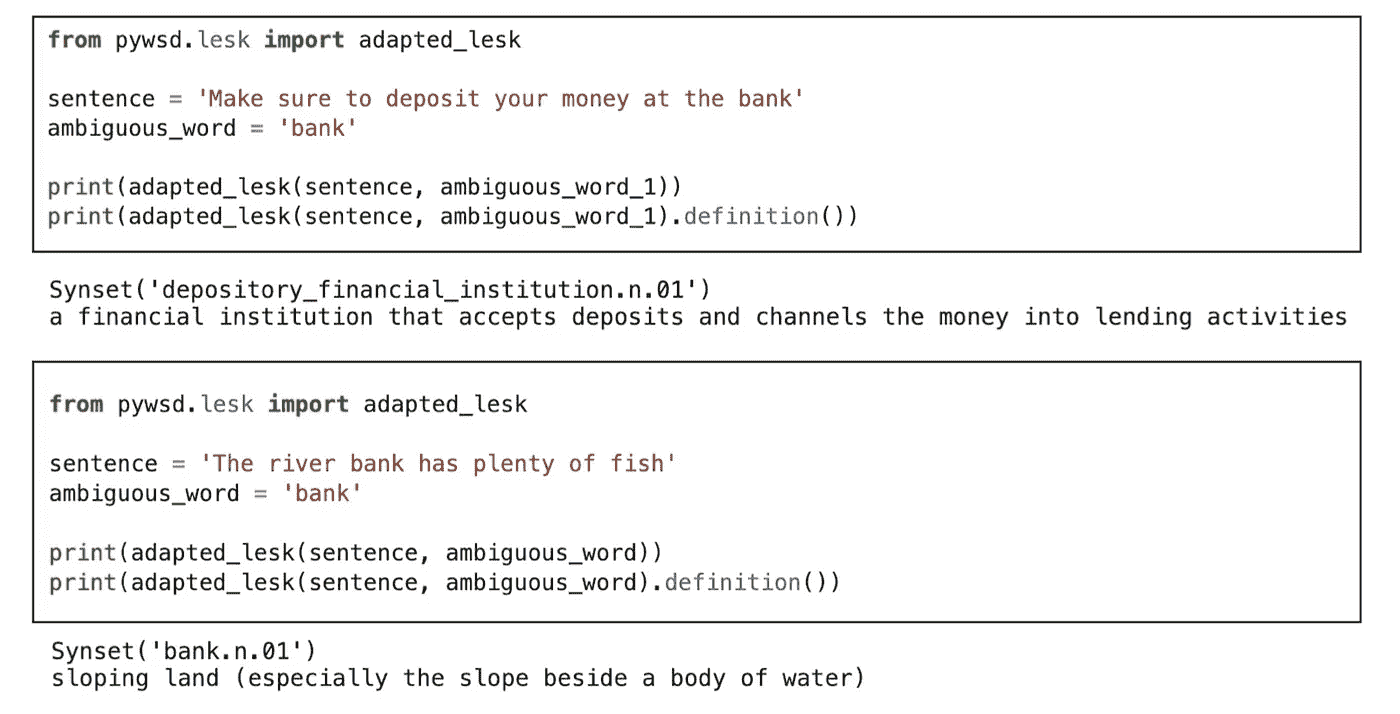 from pywsd.lesk import adapted_lesk
sentence = 'Make sure to deposit your money at the bank'
ambiguous_word = 'bank'
print(adapted_lesk(sentence, ambiguous_word_1))
print(adapted_lesk(sentence, ambiguous_word_1).definition())
Synset('depository_financial_institution.n.01')
a financial institution that accepts deposits and channels the money into lending activities
from pywsd.lesk import adapted_lesk
sentence = 'The river bank has plenty of fish'
ambiguous_word = 'bank'
print(adapted_lesk(sentence, ambiguous_word))
print(adapted_lesk(sentence, ambiguous_word).definition())
Synset('bank.n.01')
sloping land (especially the slope beside a body of water)